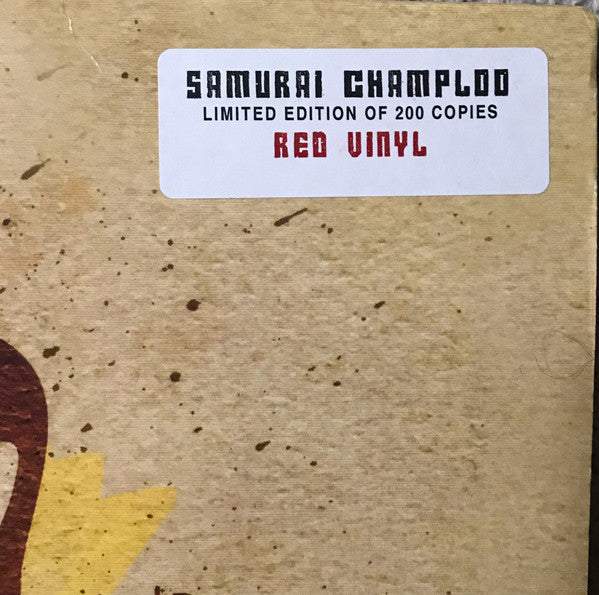 SAMURAI CHAMPLOO
LIMITED EDITION OF 200 COPIES
RED VINYL